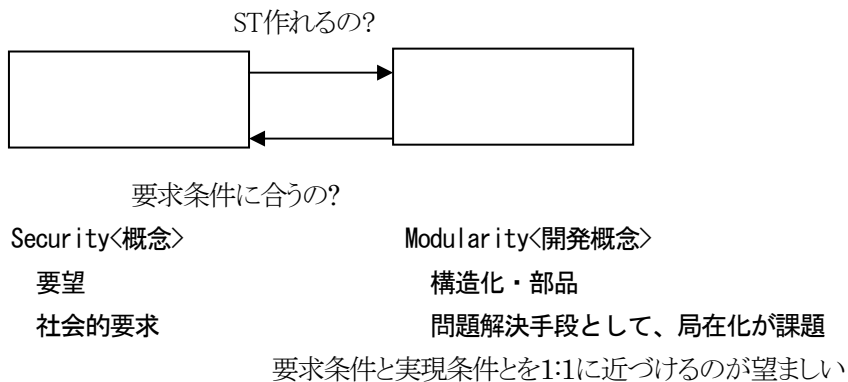 ST作れるの?
要求条件に合うの?
Security<概念> Modularity<開発概念>
要望 構造化・部品
社会的要求 問題解決手段として、局在化が課題
要求条件と実現条件とを1:1に近づけるのが望ましい